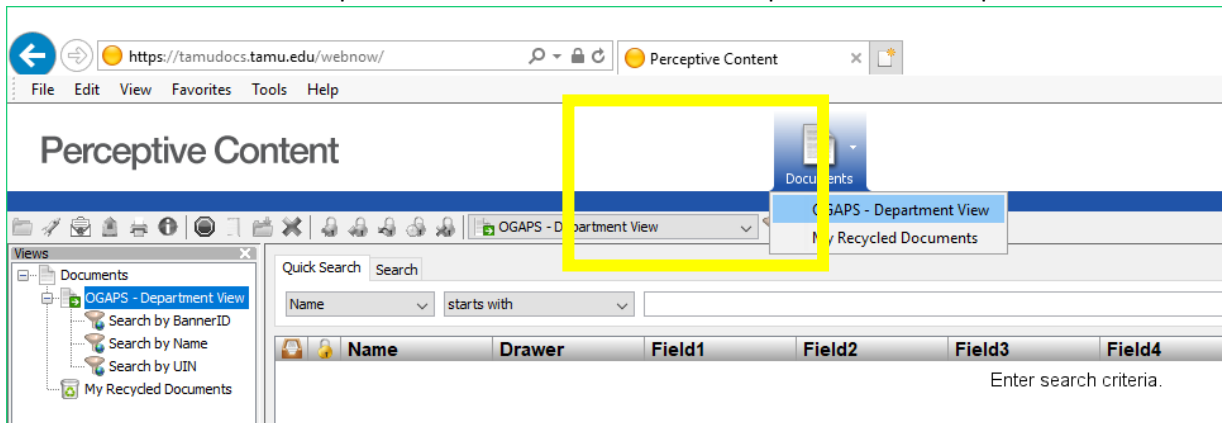 https://tamudocs.tamu.edu/webnow/
Perceptive Content
File Edit View Favorites Tools Help
Perceptive Content
Documents
OGAPS - Department View
My Recycled Documents
OGAPS - Department View
Views
Documents
OGAPS - Department View
Search by BannerID
Search by Name
Search by UIN
My Recycled Documents
Quick Search Search
Name starts with
Name Drawer Field1 Field2 Field3 Field4
Enter search criteria.